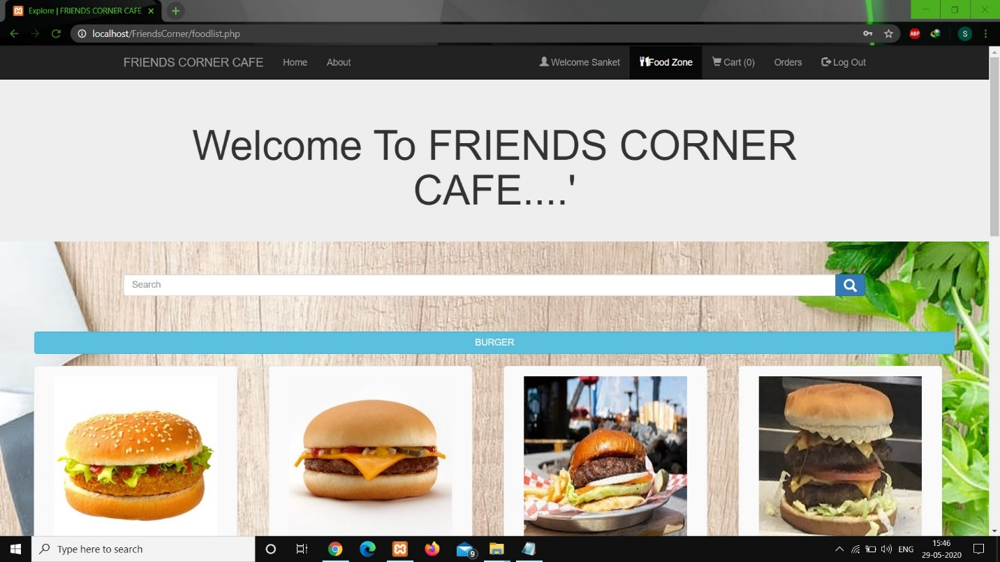 Explore | FRIENDS CORNER CAFE
localhost/FriendsCorner/foodlist.php
ABP
S
FRIENDS CORNER CAFE Home About Welcome Sanket Food Zone Cart (0) Orders Log Out
Welcome To FRIENDS CORNER
CAFE....'
Search
BURGER
Type here to search
9
ENG
15:46
29-05-2020